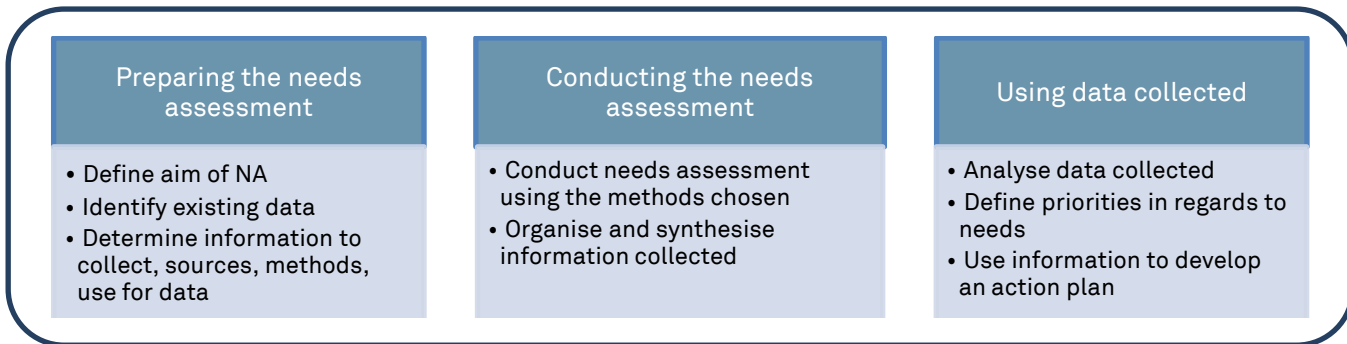 Preparing the needs
assessment
• Define aim of NA
• Identify existing data
• Determine information to
collect, sources, methods,
use for data
Conducting the needs
assessment
• Conduct needs assessment
using the methods chosen
• Organise and synthesise
information collected
Using data collected
• Analyse data collected
• Define priorities in regards to
needs
• Use information to develop
an action plan